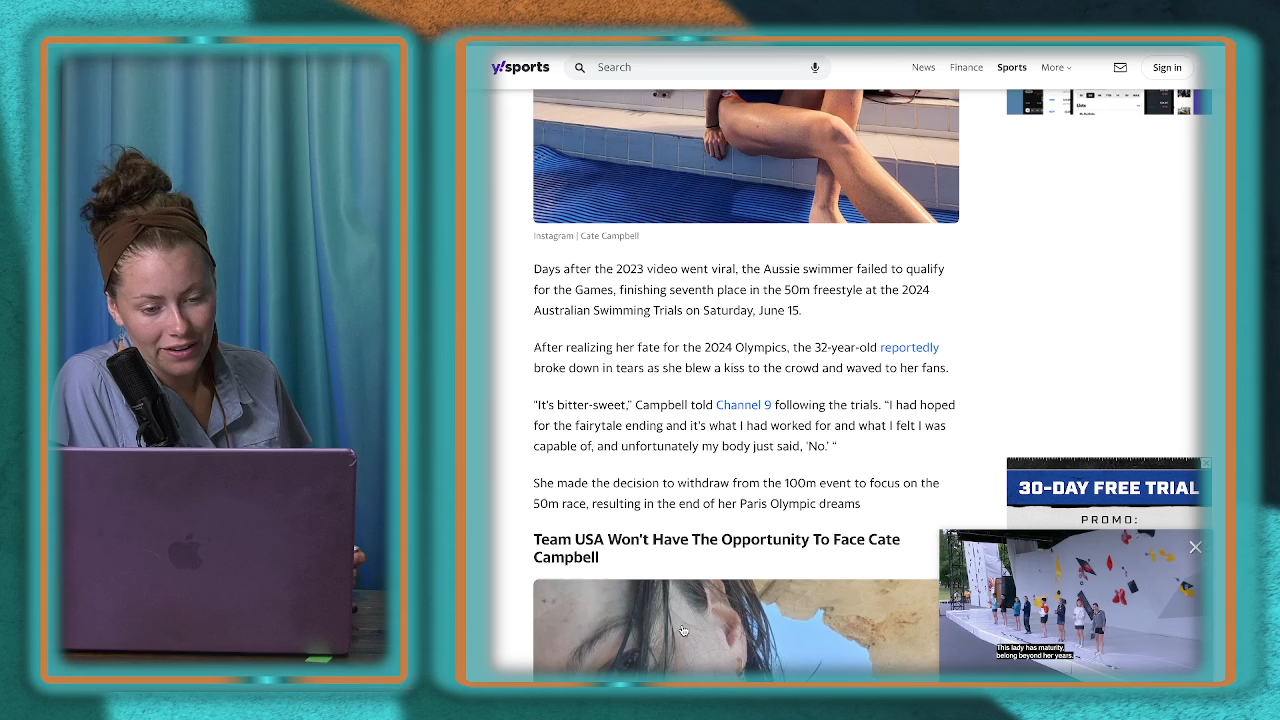 y!sports
Search
News
Finance
Sports
More
Sign in
Instagram | Cate Campbell
Days after the 2023 video went viral, the Aussie swimmer failed to qualify
for the Games, finishing seventh place in the 50m freestyle at the 2024
Australian Swimming Trials on Saturday, June 15.
After realizing her fate for the 2024 Olympics, the 32-year-old reportedly
broke down in tears as she blew a kiss to the crowd and waved to her fans.
"It's bitter-sweet," Campbell told Channel 9 following the trials. “I had hoped
for the fairytale ending and it's what I had worked for and what I felt I was
capable of, and unfortunately my body just said, ‘No.’ “
She made the decision to withdraw from the 100m event to focus on the
50m race, resulting in the end of her Paris Olympic dreams
Team USA Won't Have The Opportunity To Face Cate
Campbell
30-DAY FREE TRIAL
PROMO:
This lady has maturity,
belong beyond her years.